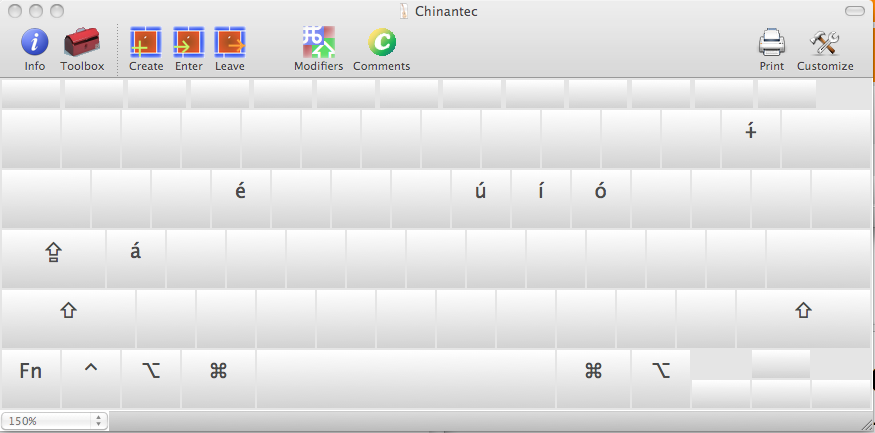 Chinantec
Info Toolbox Create Enter Leave Modifiers Comments Print Customize
ɨ́
é ú í ó
⇪ á
⇧ ⇧
Fn ^ ⌥ ⌘ ⌘ ⌥
150%